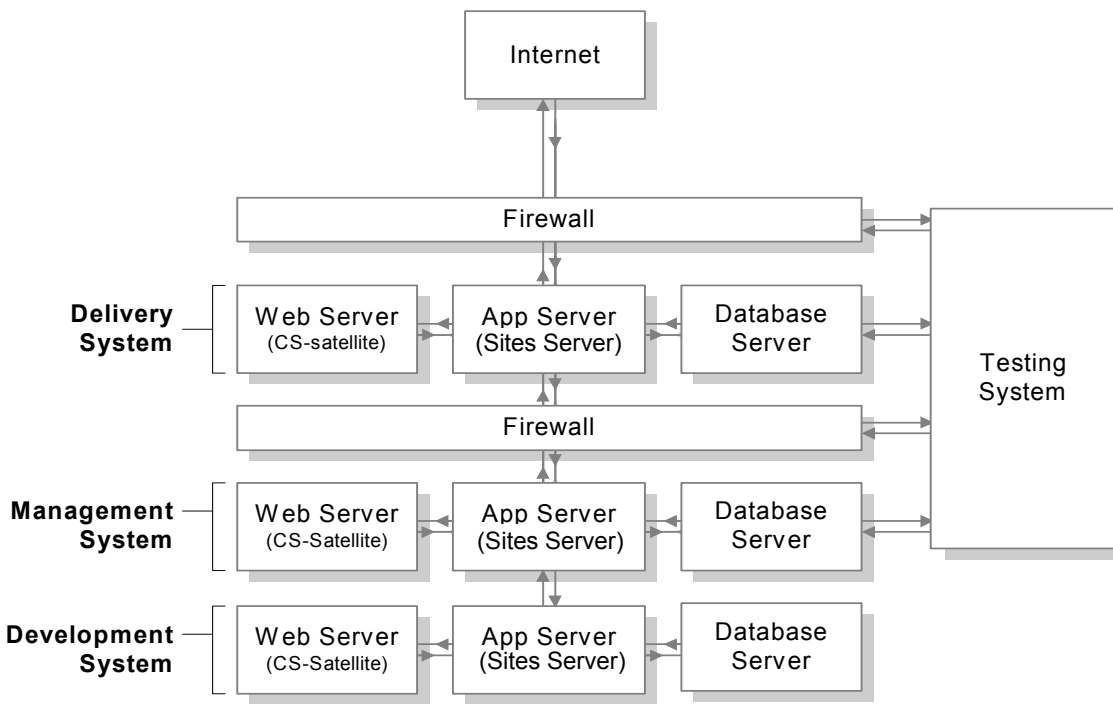 Internet
Firewall
Delivery
System
Web Server
(CS-satellite)
App Server
(Sites Server)
Database
Server
Testing
System
Firewall
Management
System
Web Server
(CS-Satellite)
App Server
(Sites Server)
Database
Server
Development
System
Web Server
(CS-Satellite)
App Server
(Sites Server)
Database
Server